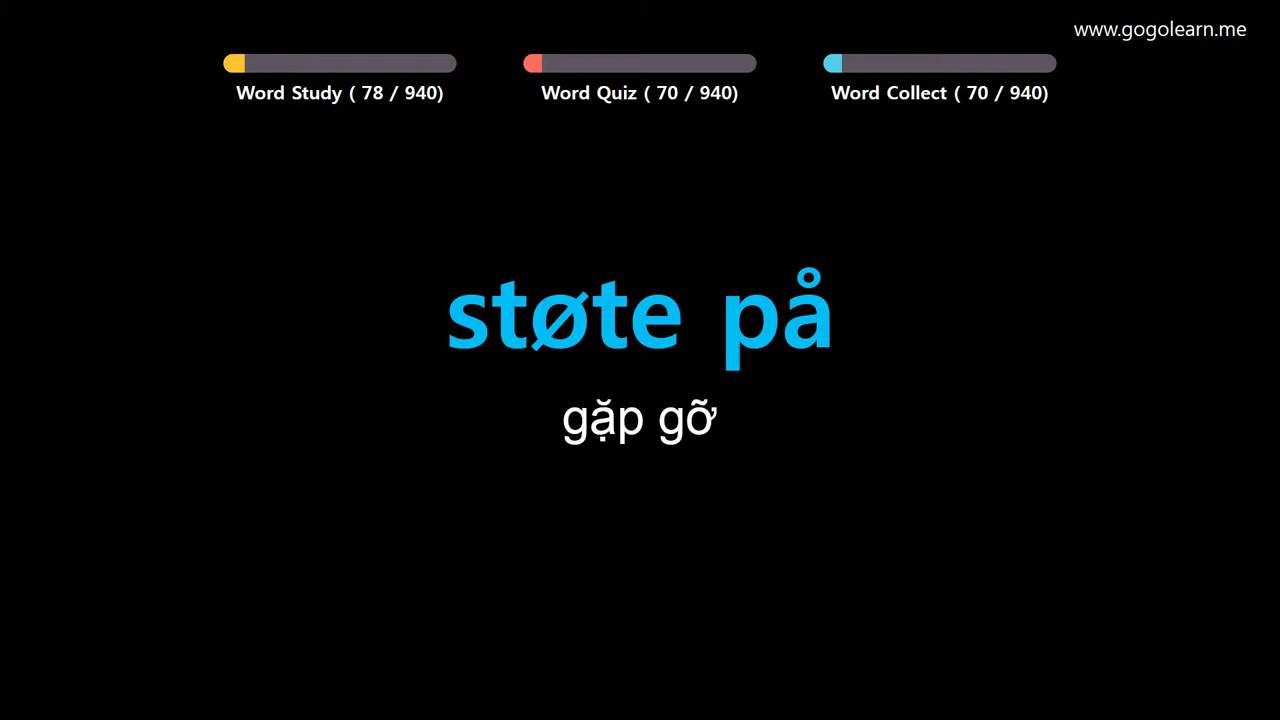 www.gogolearn.me
Word Study ( 78 / 940)
Word Quiz ( 70 / 940)
Word Collect ( 70 / 940)
støte på
gặp gỡ